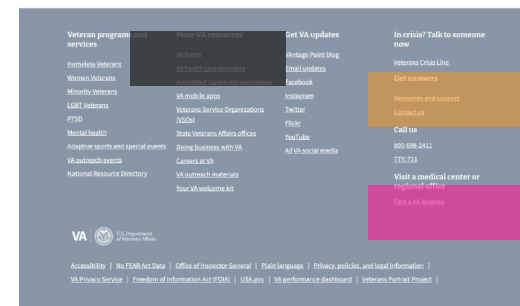 Veteran programs and
services
Homeless Veterans
Women Veterans
Minority Veterans
LGBT Veterans
PTSD
Mental health
Adaptive sports and special events
VA outreach events
National Resource Directory
More VA resources
VA forms
VA health care providers
Accredited claims representatives
VA mobile apps
Veterans Service Organizations
(VSOs)
State Veterans Affairs offices
Doing business with VA
Careers at VA
VA outreach materials
Your VA welcome kit
Get VA updates
VAntage Point blog
Email updates
Facebook
Instagram
Twitter
Flickr
YouTube
All VA social media
In crisis? Talk to someone
now
Veterans Crisis Line
Get answers
Resources and support
Contact us
Call us
800-698-2411
TTY: 711
Visit a medical center or
regional office
Find a VA location
VA
U.S. Department
of Veterans Affairs
Accessibility | No FEAR Act Data | Office of Inspector General | Plain language | Privacy, policies, and legal information |
VA Privacy Service | Freedom of Information Act (FOIA) | USA.gov | VA performance dashboard | Veterans Portrait Project |